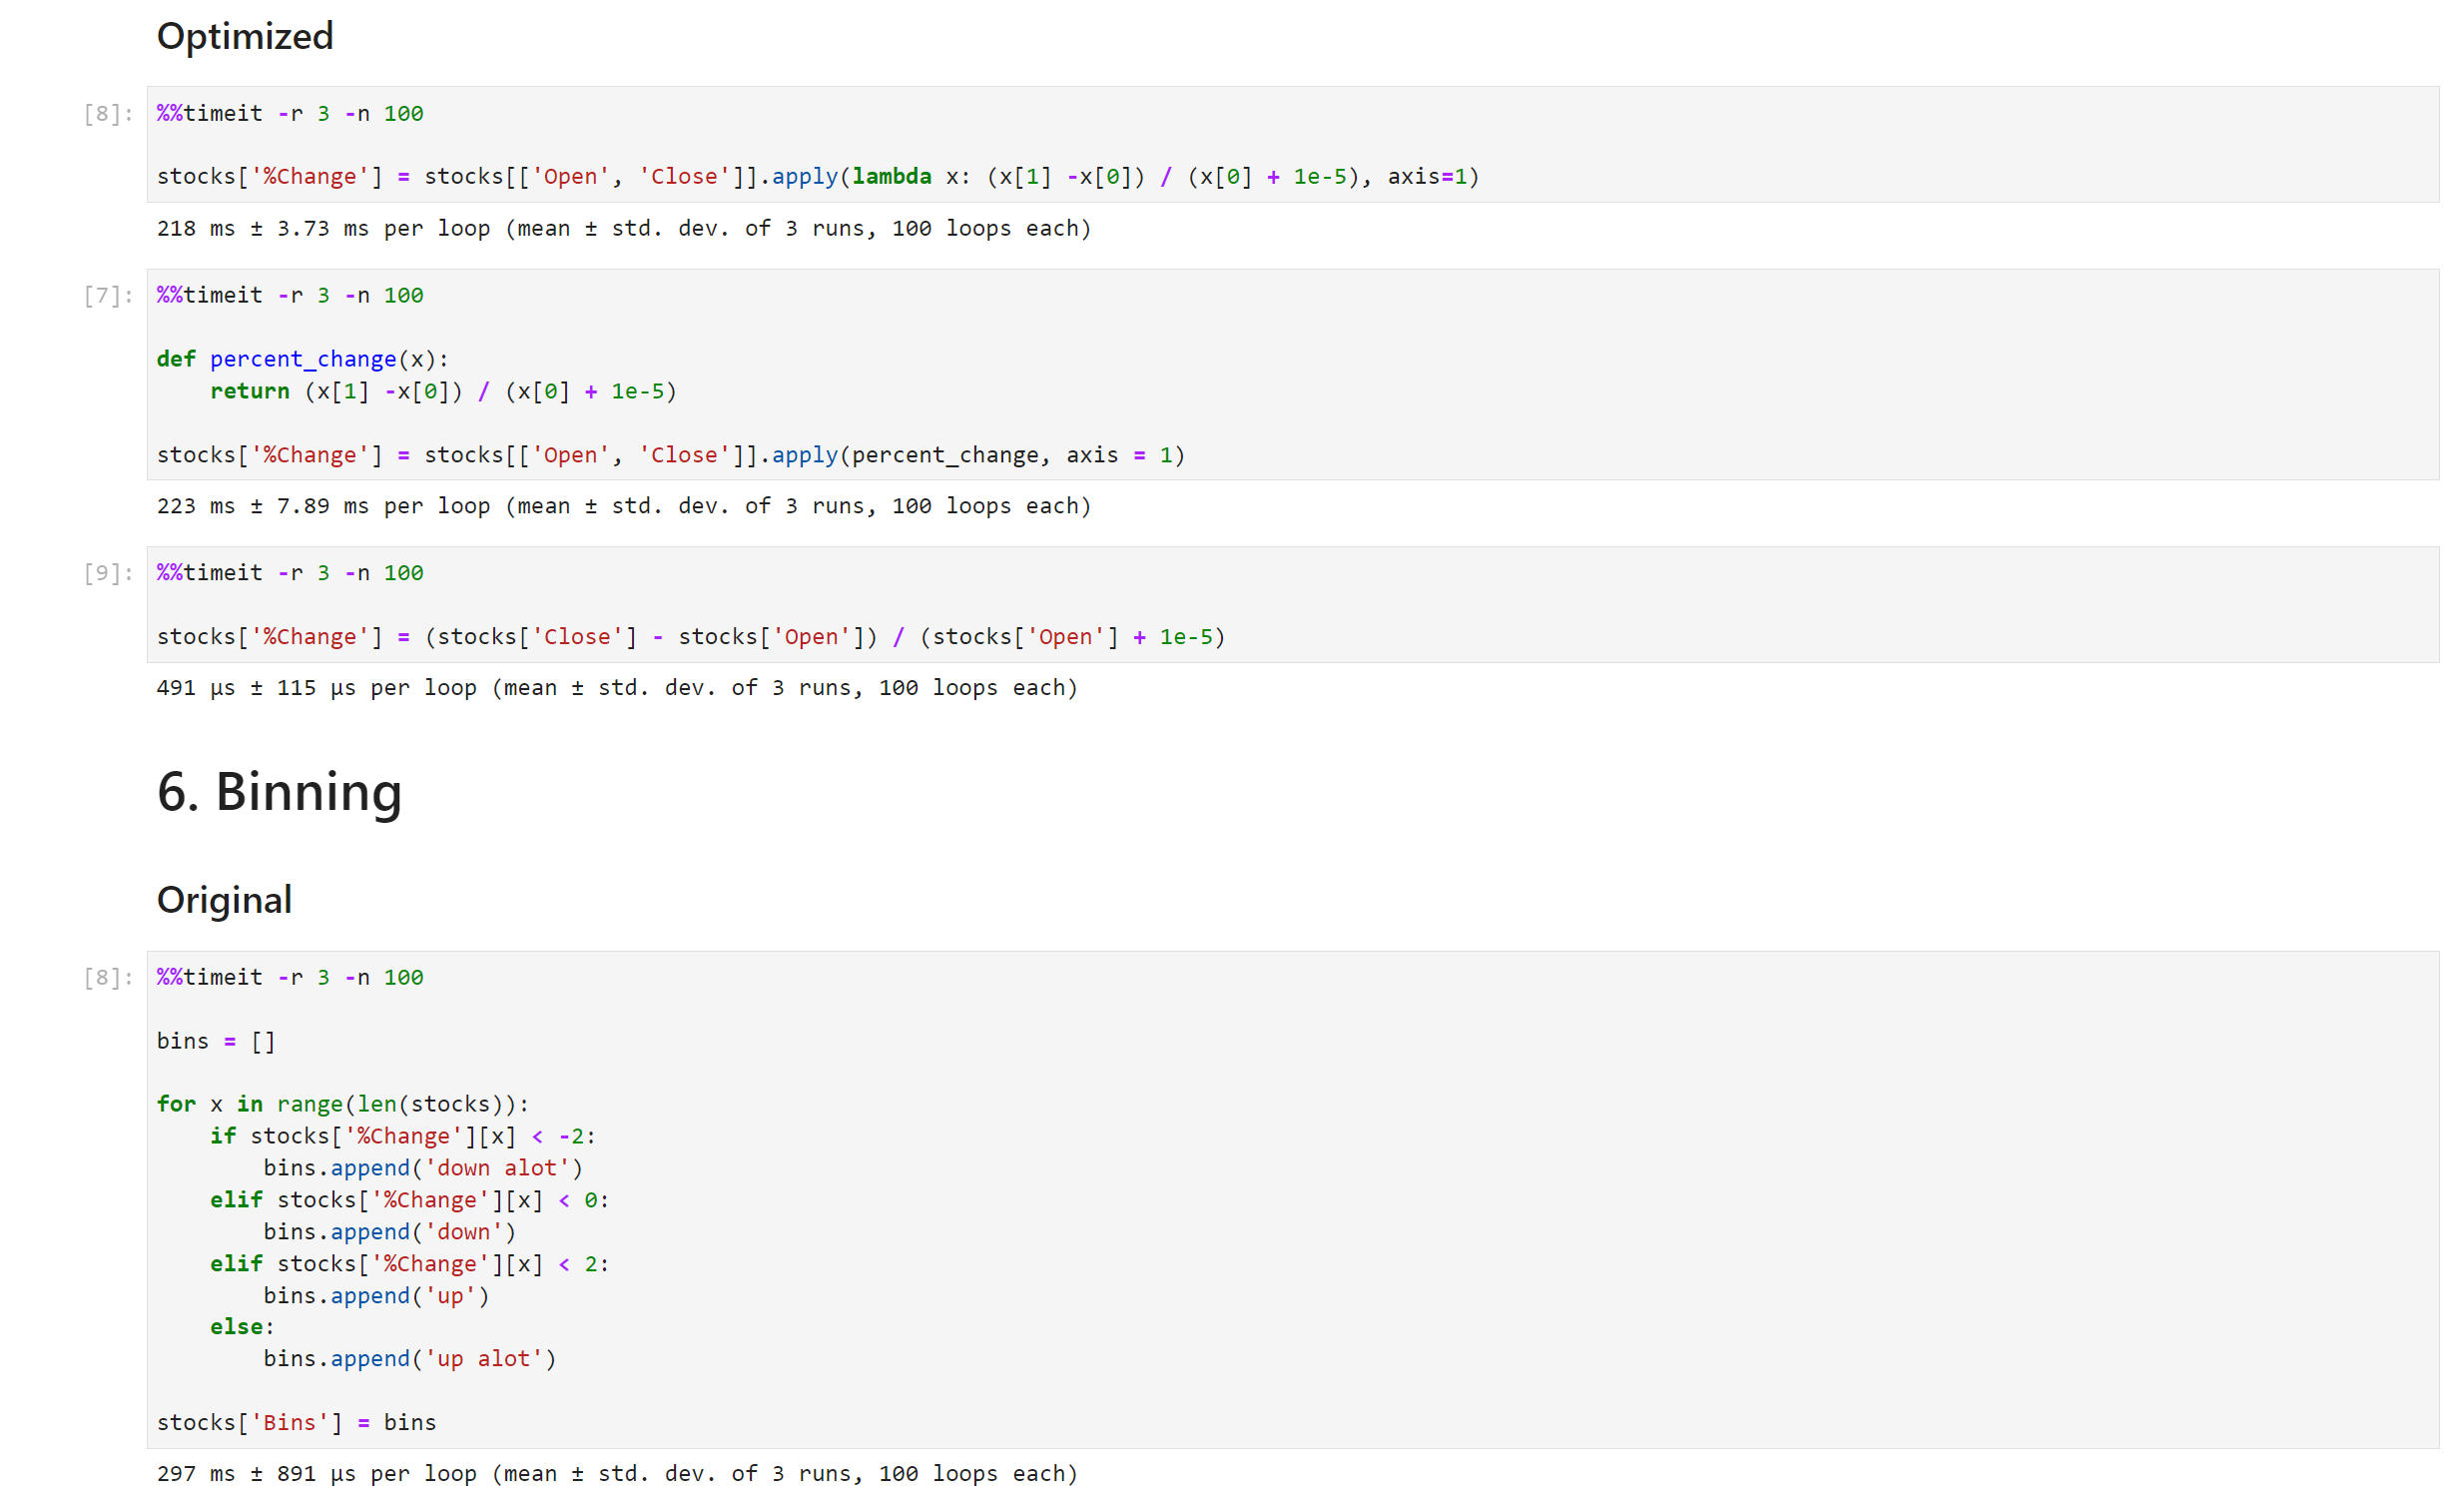 Optimized
[8]: %%timeit -r 3 -n 100
stocks['%Change'] = stocks[['Open', 'Close']].apply(lambda x: (x[1] -x[0]) / (x[0] + 1e-5), axis=1)
218 ms ± 3.73 ms per loop (mean ± std. dev. of 3 runs, 100 loops each)
[7]: %%timeit -r 3 -n 100
def percent_change(x):
    return (x[1] -x[0]) / (x[0] + 1e-5)
stocks['%Change'] = stocks[['Open', 'Close']].apply(percent_change, axis = 1)
223 ms ± 7.89 ms per loop (mean ± std. dev. of 3 runs, 100 loops each)
[9]: %%timeit -r 3 -n 100
stocks['%Change'] = (stocks['Close'] - stocks['Open']) / (stocks['Open'] + 1e-5)
491 µs ± 115 µs per loop (mean ± std. dev. of 3 runs, 100 loops each)
6. Binning
Original
[8]: %%timeit -r 3 -n 100
bins = []
for x in range(len(stocks)):
    if stocks['%Change'][x] < -2:
        bins.append('down alot')
    elif stocks['%Change'][x] < 0:
        bins.append('down')
    elif stocks['%Change'][x] < 2:
        bins.append('up')
    else:
        bins.append('up alot')
stocks['Bins'] = bins
297 ms ± 891 µs per loop (mean ± std. dev. of 3 runs, 100 loops each)